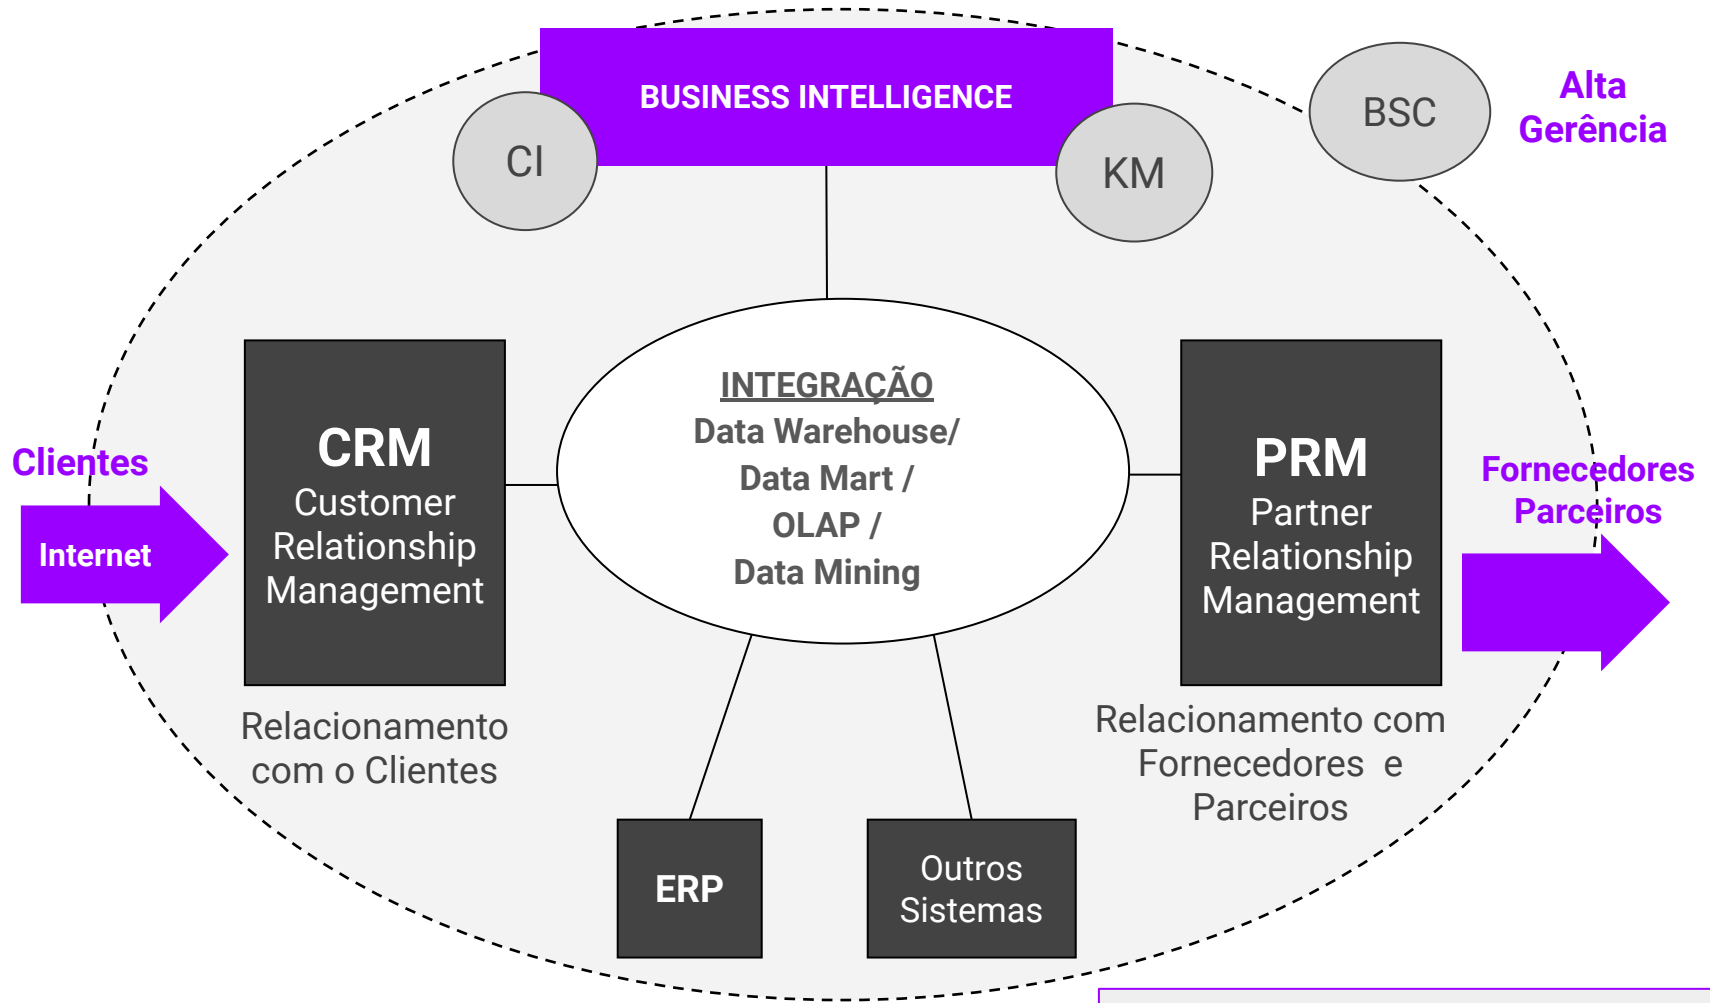 BUSINESS INTELLIGENCE
CI
KM
BSC
Alta
Gerência
Clientes
Internet
CRM
Customer
Relationship
Management
Relacionamento
com o Clientes
INTEGRAÇÃO
Data Warehouse/
Data Mart /
OLAP /
Data Mining
PRM
Partner
Relationship
Management
Relacionamento com
Fornecedores e
Parceiros
Fornecedores
Parceiros
ERP
Outros
Sistemas